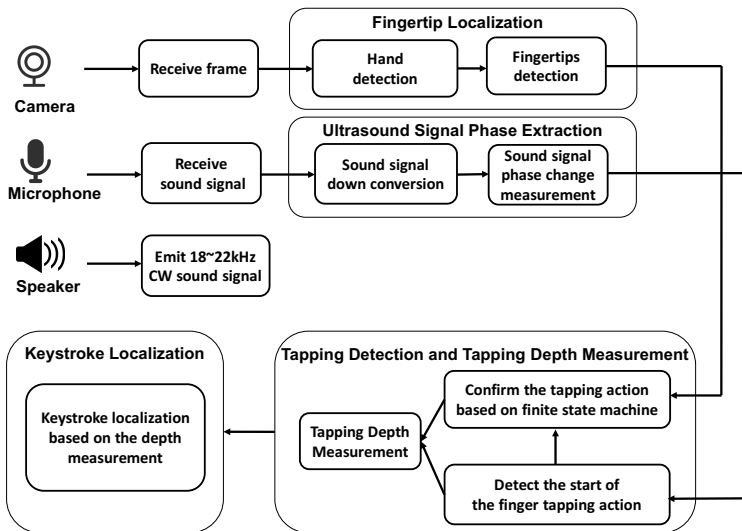 Fingertip Localization
Camera
Receive frame
Hand
detection
Fingertips
detection
Ultrasound Signal Phase Extraction
Microphone
Receive
sound signal
Sound signal
down conversion
Sound signal
phase change
measurement
Speaker
Emit 18~22kHz
CW sound signal
Keystroke Localization
Keystroke localization
based on the depth
measurement
Tapping Detection and Tapping Depth Measurement
Confirm the tapping action
based on finite state machine
Tapping Depth
Measurement
Detect the start of
the finger tapping action